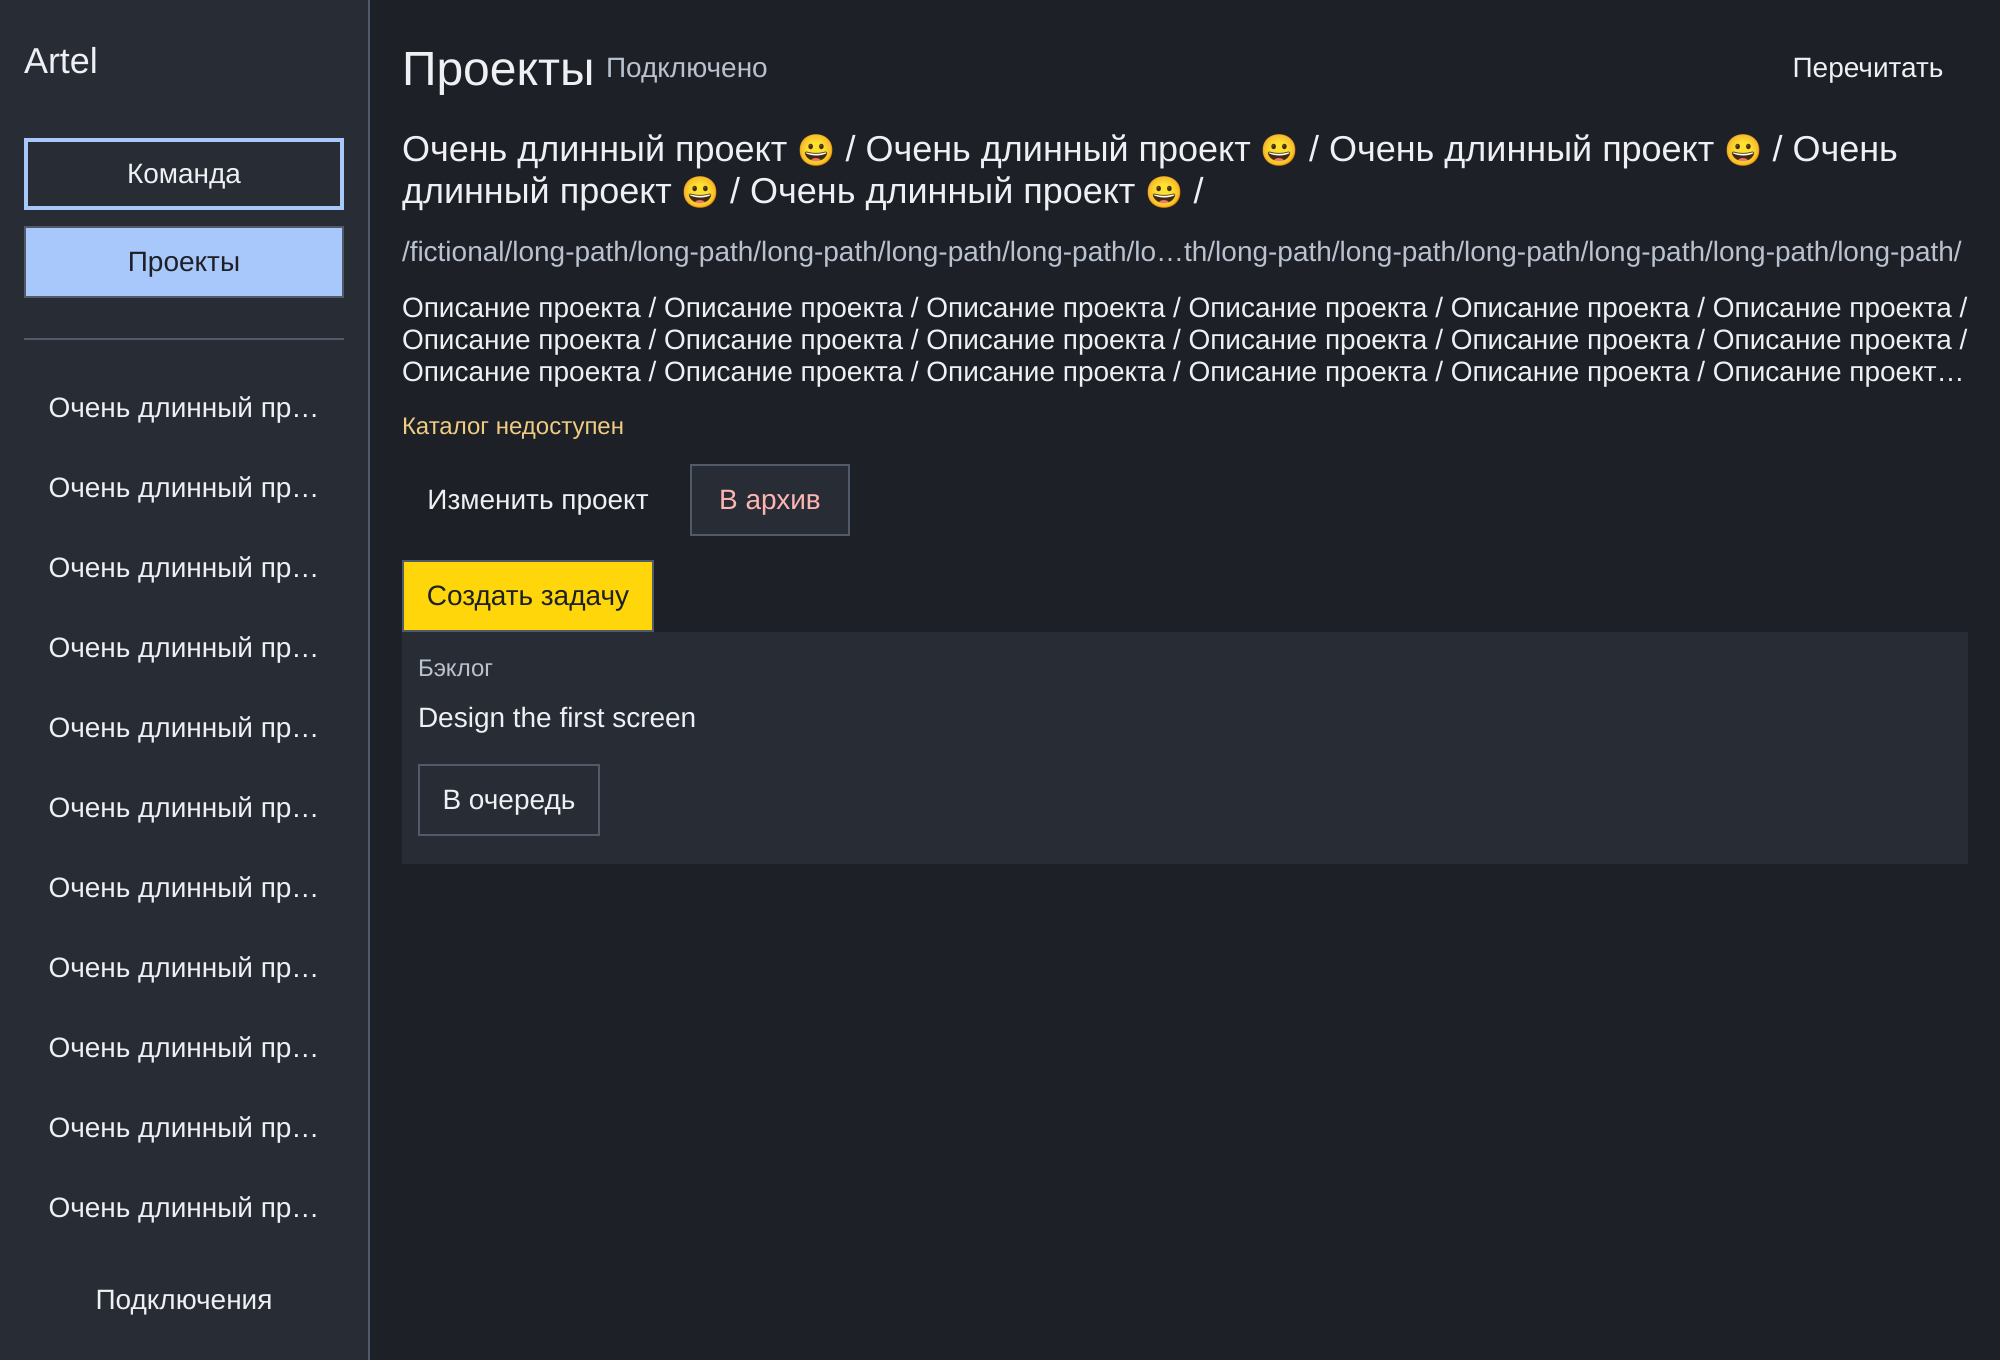 Artel
Команда
Проекты
Очень длинный пр…
Очень длинный пр…
Очень длинный пр…
Очень длинный пр…
Очень длинный пр…
Очень длинный пр…
Очень длинный пр…
Очень длинный пр…
Очень длинный пр…
Очень длинный пр…
Очень длинный пр…
Подключения
Проекты Подключено
Перечитать
Очень длинный проект 😀 / Очень длинный проект 😀 / Очень длинный проект 😀 / Очень
длинный проект 😀 / Очень длинный проект 😀 /
/fictional/long-path/long-path/long-path/long-path/long-path/lo…th/long-path/long-path/long-path/long-path/long-path/long-path/
Описание проекта / Описание проекта / Описание проекта / Описание проекта / Описание проекта / Описание проекта /
Описание проекта / Описание проекта / Описание проекта / Описание проекта / Описание проекта / Описание проекта /
Описание проекта / Описание проекта / Описание проекта / Описание проекта / Описание проекта / Описание проект…
Каталог недоступен
Изменить проект
В архив
Создать задачу
Бэклог
Design the first screen
В очередь